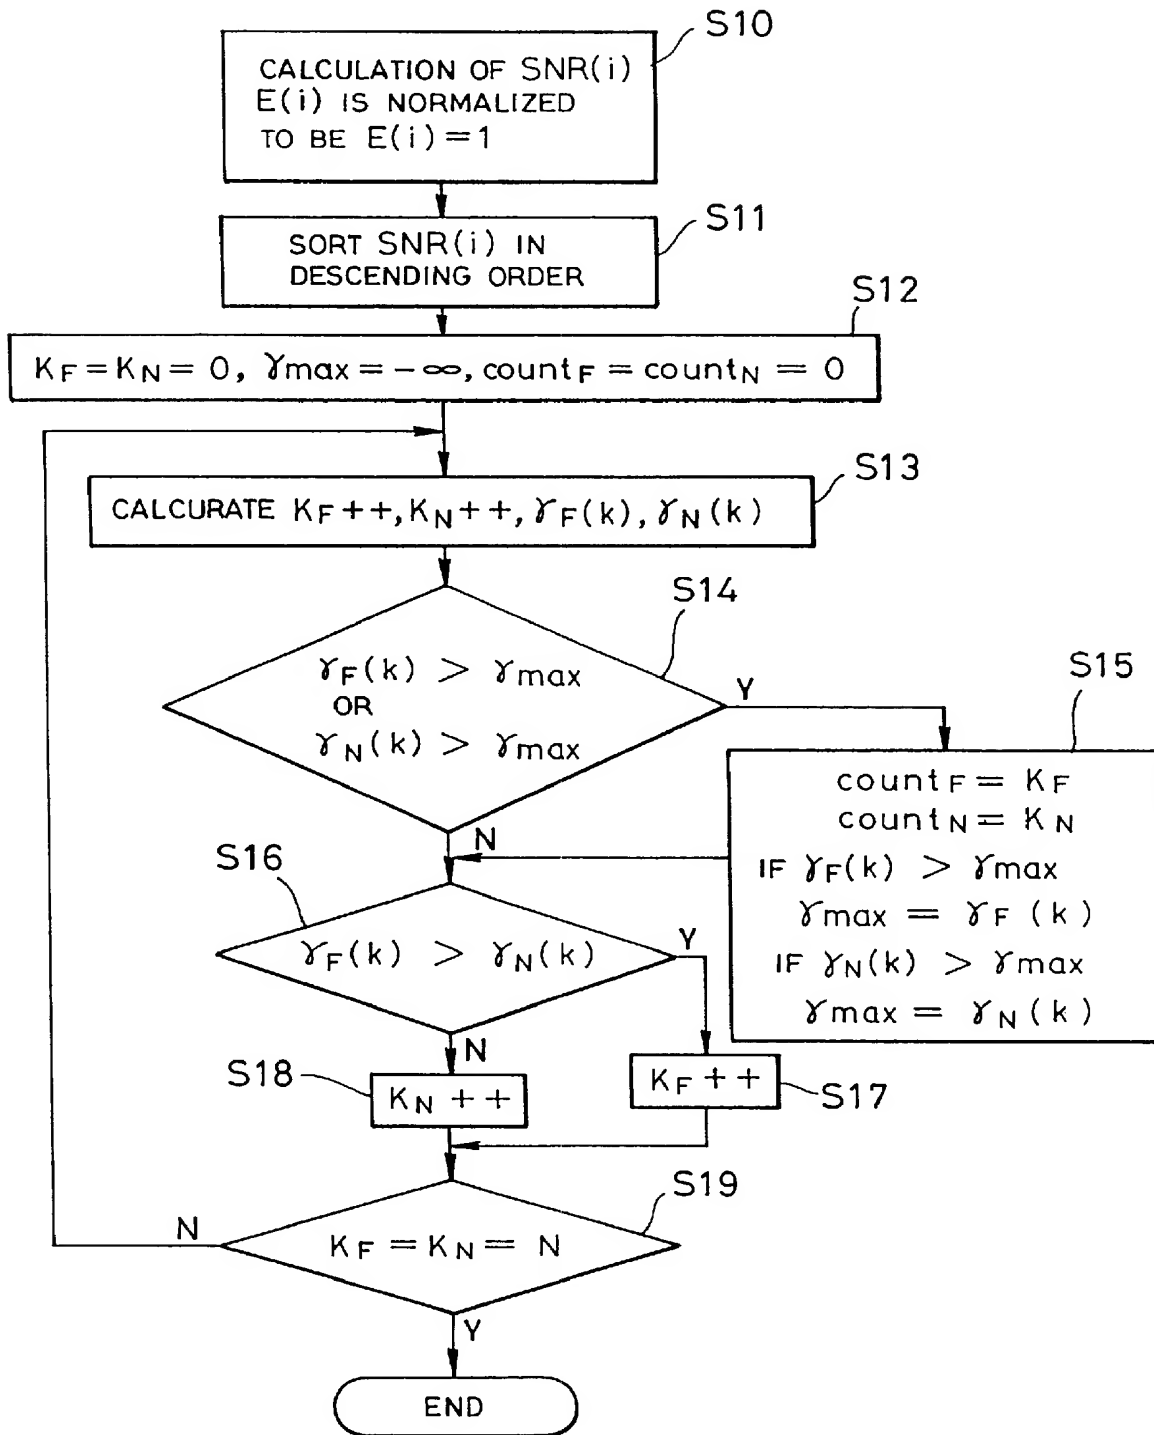 S10
CALCULATION OF SNR(i)
E(i) IS NORMALIZED
TO BE E(i)=1
S11
SORT SNR(i) IN
DESCENDING ORDER
S12
KF=KN=0, γmax=-∞, countF=countN=0
S13
CALCURATE KF++, KN++, γF(k), γN(k)
S14
γF(k) > γmax
OR
γN(k) > γmax
Y
N
S15
countF=KF
countN=KN
IF γF(k) > γmax
γmax = γF(k)
IF γN(k) > γmax
γmax = γN(k)
S16
γF(k) > γN(k)
Y
N
S18
KN++
KF++
S17
S19
N
KF=KN=N
Y
END